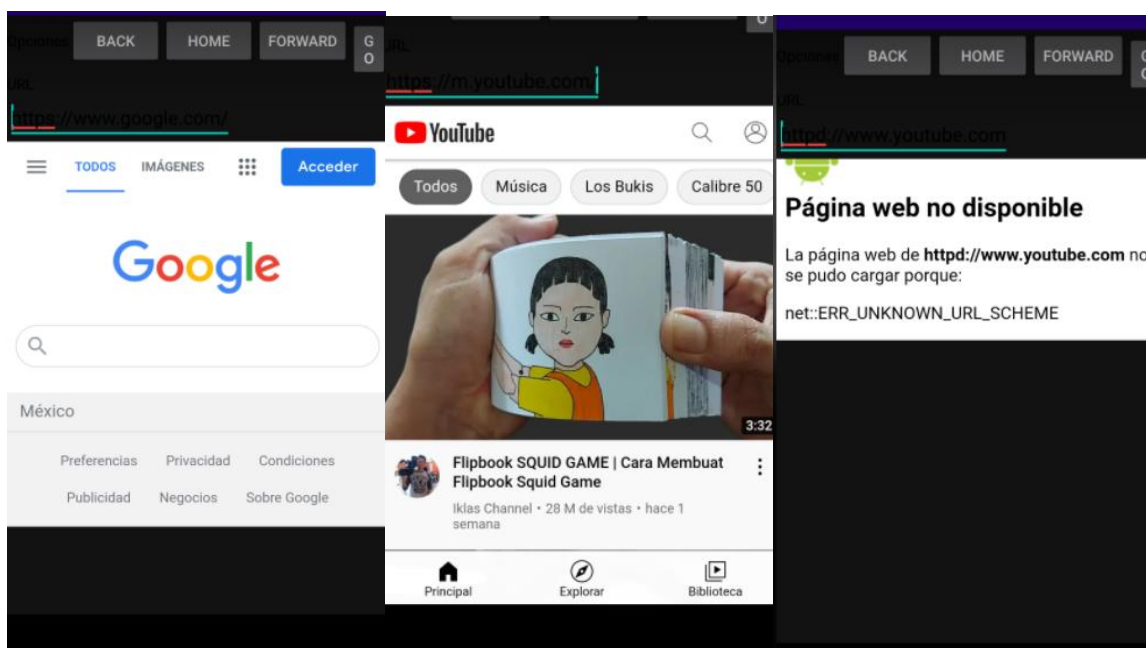 Opciones
BACK
HOME
FORWARD
G
O
URL
https://www.google.com/
TODOS
IMÁGENES
Acceder
Google
México
Preferencias
Privacidad
Condiciones
Publicidad
Negocios
Sobre Google
O
URL
https://m.youtube.com/
YouTube
Todos
Música
Los Bukis
Calibre 50
3:32
Flipbook SQUID GAME | Cara Membuat
Flipbook Squid Game
Iklas Channel • 28 M de vistas • hace 1
semana
Principal
Explorar
Biblioteca
Opciones
BACK
HOME
FORWARD
G
O
URL
httpd://www.youtube.com
Página web no disponible
La página web de httpd://www.youtube.com no
se pudo cargar porque:
net::ERR_UNKNOWN_URL_SCHEME